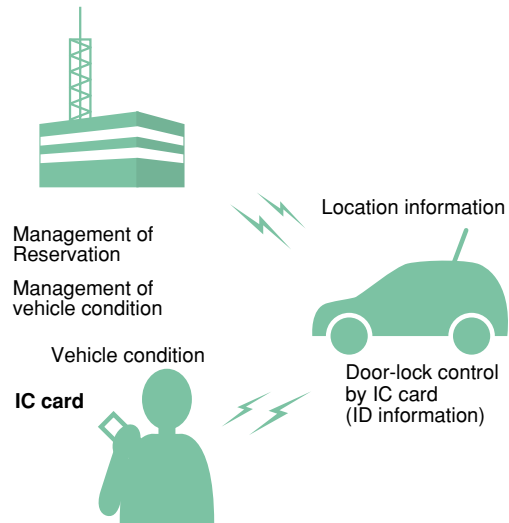 Location information
Management of
Reservation
Management of
vehicle condition
Vehicle condition
IC card
Door-lock control
by IC card
(ID information)